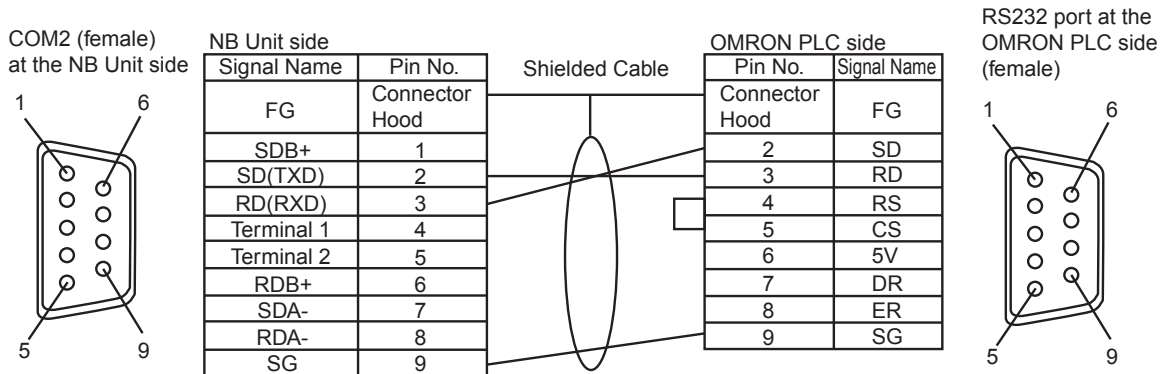 COM2 (female)
at the NB Unit side
1
6
5
9
NB Unit side
Signal Name Pin No.
FG Connector Hood
SDB+ 1
SD(TXD) 2
RD(RXD) 3
Terminal 1 4
Terminal 2 5
RDB+ 6
SDA- 7
RDA- 8
SG 9
Shielded Cable
OMRON PLC side
Pin No. Signal Name
Connector Hood FG
2 SD
3 RD
4 RS
5 CS
6 5V
7 DR
8 ER
9 SG
RS232 port at the
OMRON PLC side
(female)
1
6
5
9